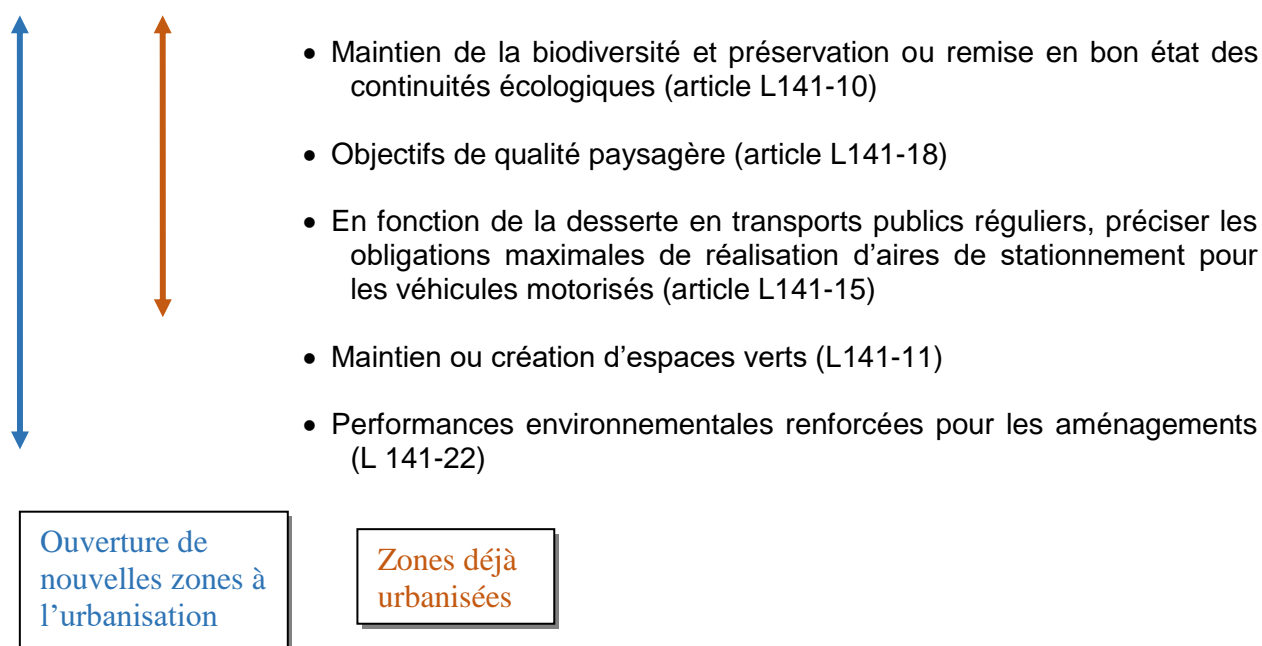 • Maintien de la biodiversité et préservation ou remise en bon état des
continuités écologiques (article L141-10)
• Objectifs de qualité paysagère (article L141-18)
• En fonction de la desserte en transports publics réguliers, préciser les
obligations maximales de réalisation d’aires de stationnement pour
les véhicules motorisés (article L141-15)
• Maintien ou création d’espaces verts (L141-11)
• Performances environnementales renforcées pour les aménagements
(L 141-22)
Ouverture de
nouvelles zones à
l’urbanisation
Zones déjà
urbanisées